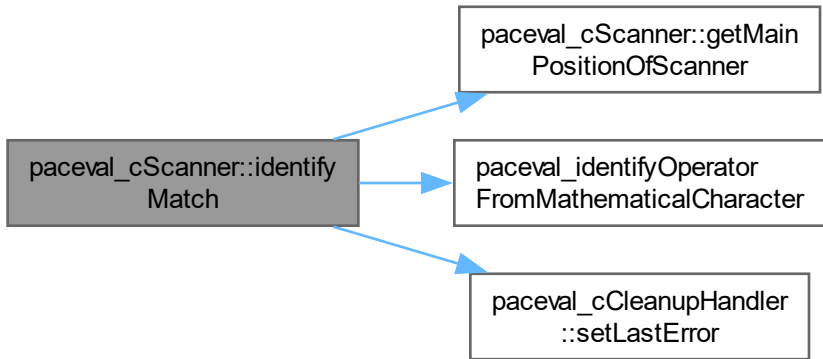 paceval_cScanner::getMain
PositionOfScanner
paceval_cScanner::identify
Match
paceval_identifyOperator
FromMathematicalCharacter
paceval_cCleanupHandler
::setLastError